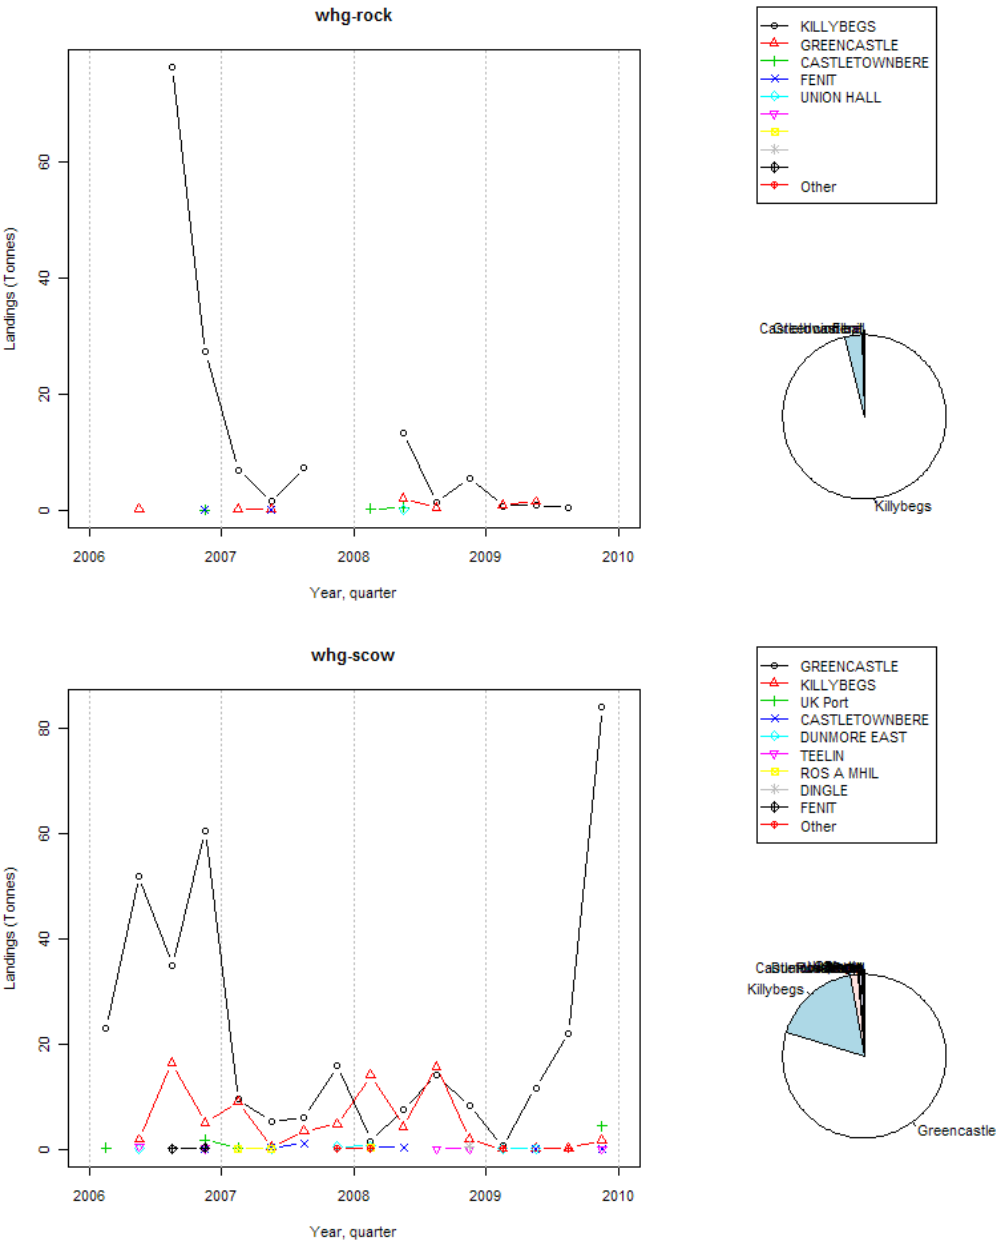 whg-rock
KILLYBEGS
GREENCASTLE
CASTLETOWNBERE
FENIT
UNION HALL
Other
Landings (Tonnes)
60
40
20
0
2006 2007 2008 2009 2010
Year, quarter
Killybegs
whg-scow
GREENCASTLE
KILLYBEGS
UK Port
CASTLETOWNBERE
DUNMORE EAST
TEELIN
ROS A MHIL
DINGLE
FENIT
Other
Landings (Tonnes)
80
60
40
20
0
2006 2007 2008 2009 2010
Year, quarter
Killybegs
Greencastle